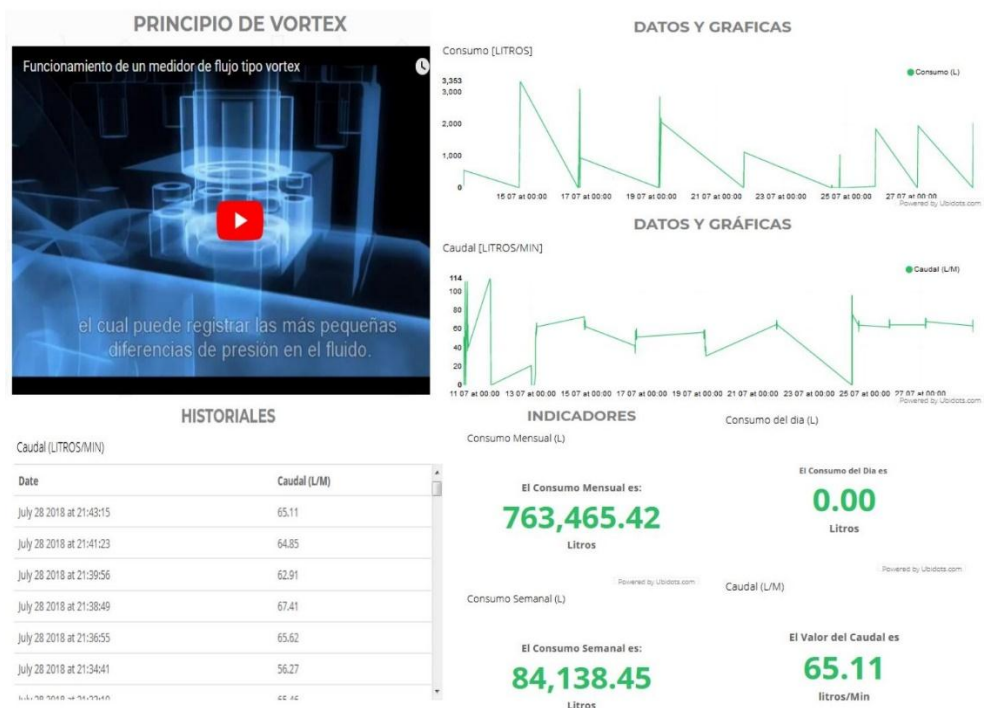 PRINCIPIO DE VORTEX
Funcionamiento de un medidor de flujo tipo vortex
el cual puede registrar las más pequeñas
diferencias de presión en el fluido.
DATOS Y GRAFICAS
Consumo [LITROS]
Consumo (L)
3,353
3,000
2,000
1,000
0
15 07 at 00:00 17 07 at 00:00 19 07 at 00:00 21 07 at 00:00 23 07 at 00:00 25 07 at 00:00 27 07 at 00:00
Powered by Ubidots.com
DATOS Y GRÁFICAS
Caudal [LITROS/MIN]
Caudal (L/M)
114
100
80
60
40
20
0
11 07 at 00:00 13 07 at 00:00 15 07 at 00:00 17 07 at 00:00 19 07 at 00:00 21 07 at 00:00 23 07 at 00:00 25 07 at 00:00 27 07 at 00:00
Powered by Ubidots.com
HISTORIALES
Caudal (LITROS/MIN)
Date Caudal (L/M)
July 28 2018 at 21:43:15 65.11
July 28 2018 at 21:41:23 64.85
July 28 2018 at 21:39:56 62.91
July 28 2018 at 21:38:49 67.41
July 28 2018 at 21:36:55 65.62
July 28 2018 at 21:34:41 56.27
July 28 2018 at 65.46
INDICADORES
Consumo Mensual (L)
El Consumo Mensual es:
763,465.42
Litros
Powered by Ubidots.com
Consumo del dia (L)
El Consumo del Dia es
0.00
Litros
Powered by Ubidots.com
Consumo Semanal (L)
El Consumo Semanal es:
84,138.45
Litros
Caudal (L/M)
El Valor del Caudal es
65.11
litros/Min